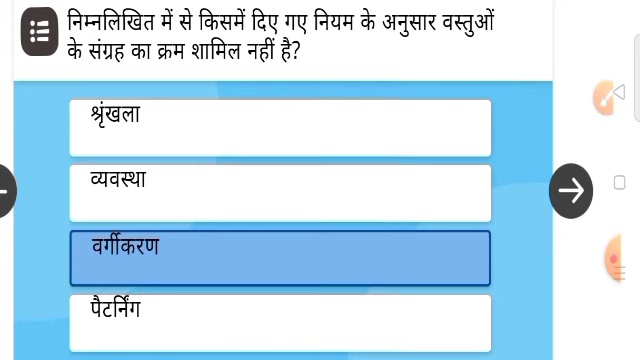 निम्नलिखित में से किसमें दिए गए नियम के अनुसार वस्तुओं
के संग्रह का क्रम शामिल नहीं है?
श्रृंखला
व्यवस्था
वर्गीकरण
पैटर्निंग